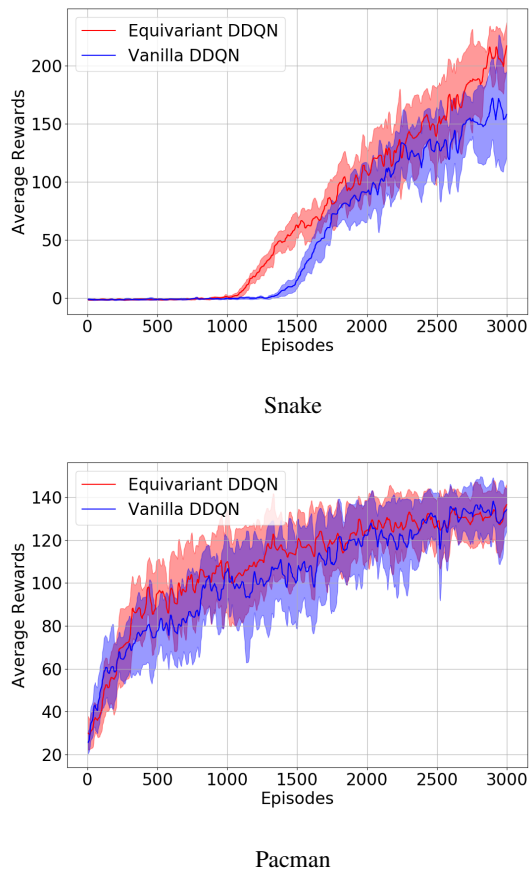 Equivariant DDQN
Vanilla DDQN
Average Rewards
200
150
100
50
0
0 500 1000 1500 2000 2500 3000
Episodes
Snake
Equivariant DDQN
Vanilla DDQN
Average Rewards
140
120
100
80
60
40
20
0 500 1000 1500 2000 2500 3000
Episodes
Pacman